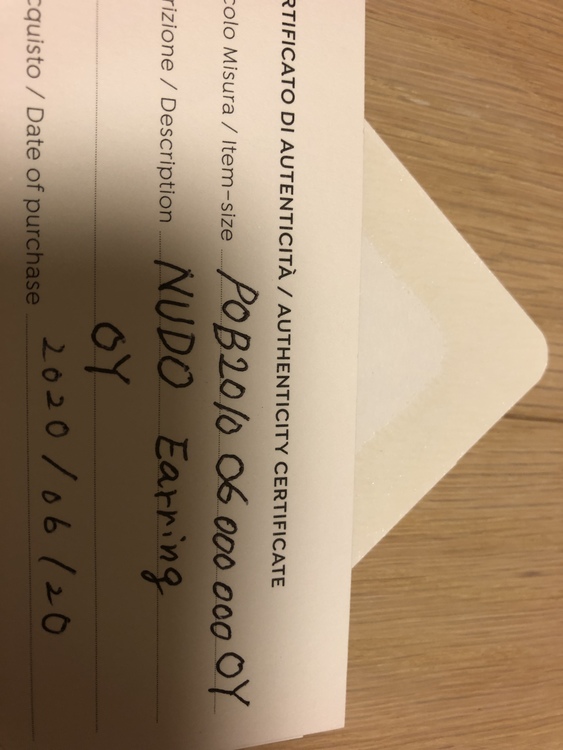 RTIFICATO DI AUTENTICITÀ / AUTHENTICITY CERTIFICATE
colo Misura / Item-size POB2010 06 000 000 OY
rizione / Description NUDO Earring
OY
cquisto / Date of purchase 2020/06/20